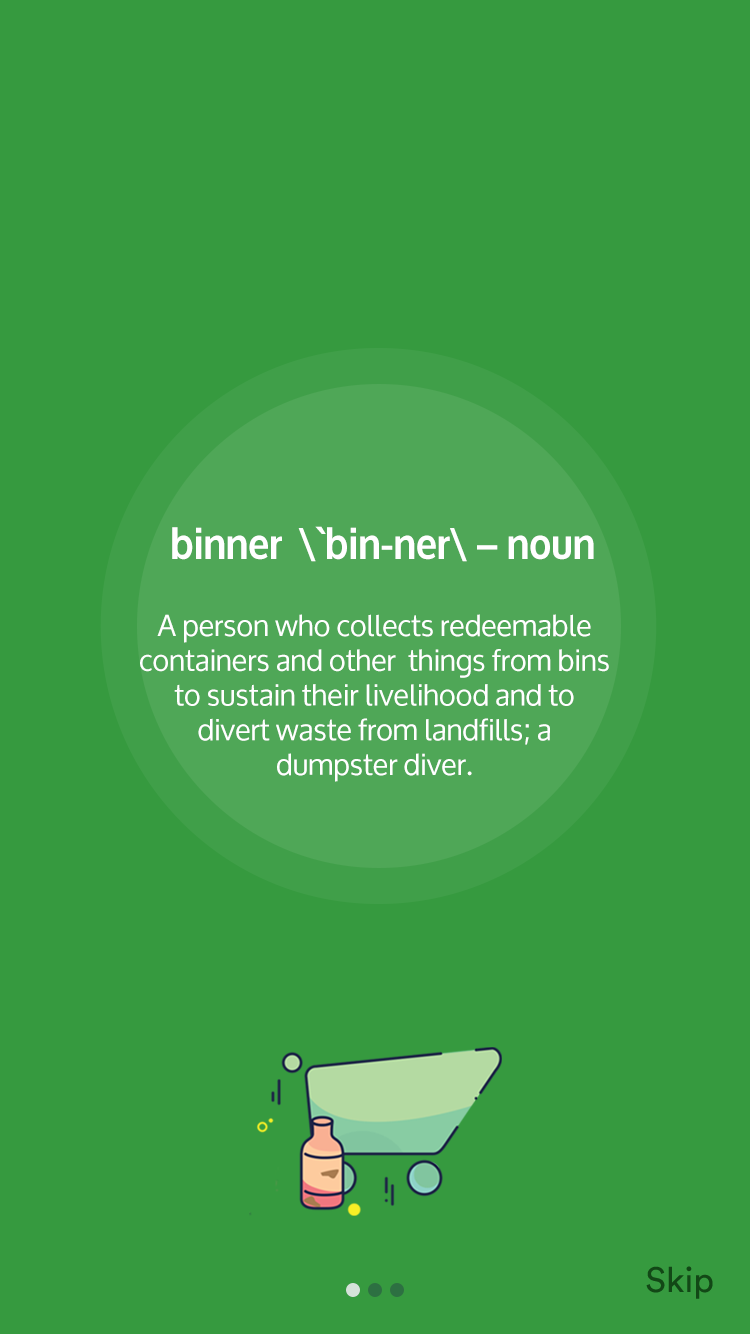 binner \`bin-ner\ – noun
A person who collects redeemable
containers and other things from bins
to sustain their livelihood and to
divert waste from landfills; a
dumpster diver.
Skip